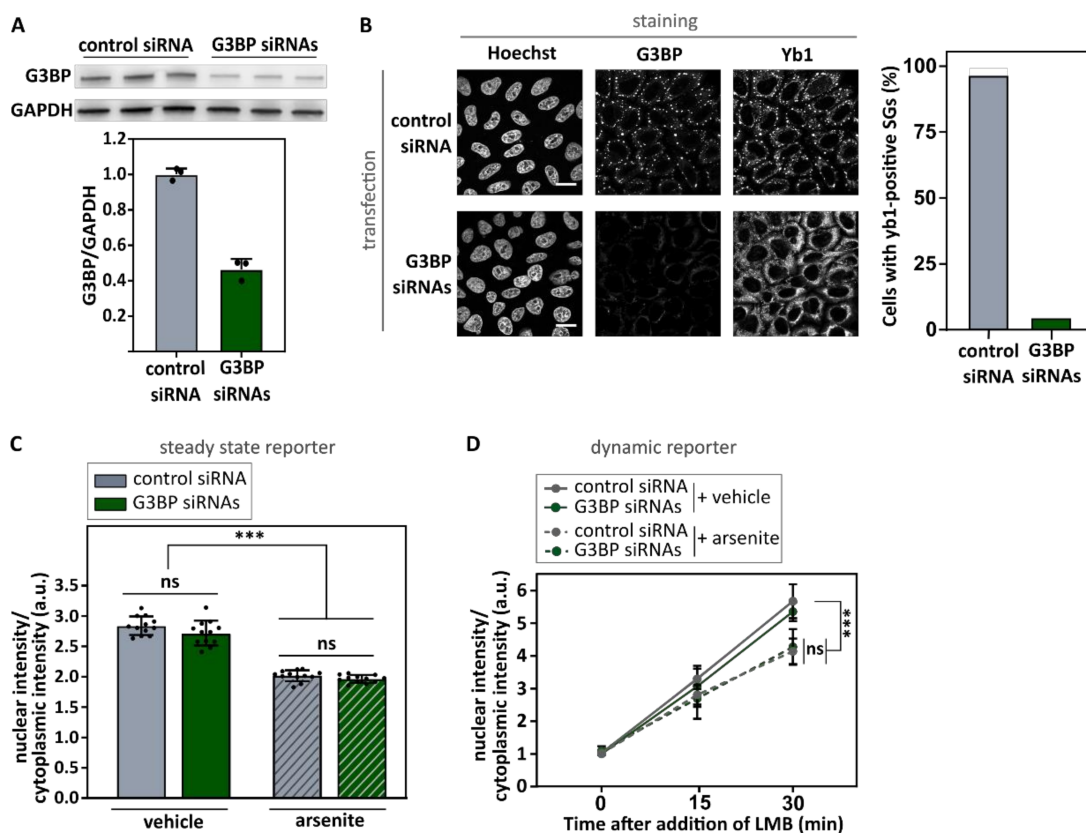 A
control siRNA G3BP siRNAs
G3BP
GAPDH
G3BP/GAPDH
1.2
1.0
0.8
0.6
0.4
0.2
control
siRNA
G3BP
siRNAs
B
staining
Hoechst G3BP Yb1
transfection
control
siRNA
G3BP
siRNAs
Cells with yb1-positive SGs (%)
100
75
50
25
0
control
siRNA
G3BP
siRNAs
C
steady state reporter
control siRNA
G3BP siRNAs
nuclear intensity/
cytoplasmic intensity (a.u.)
3.5
3.0
2.5
2.0
1.5
1.0
0.5
0.0
***
ns
ns
vehicle arsenite
D
dynamic reporter
control siRNA
G3BP siRNAs
+ vehicle
control siRNA
G3BP siRNAs
+ arsenite
nuclear intensity/
cytoplasmic intensity (a.u.)
6
5
4
3
2
1
0
ns
***
0 15 30
Time after addition of LMB (min)